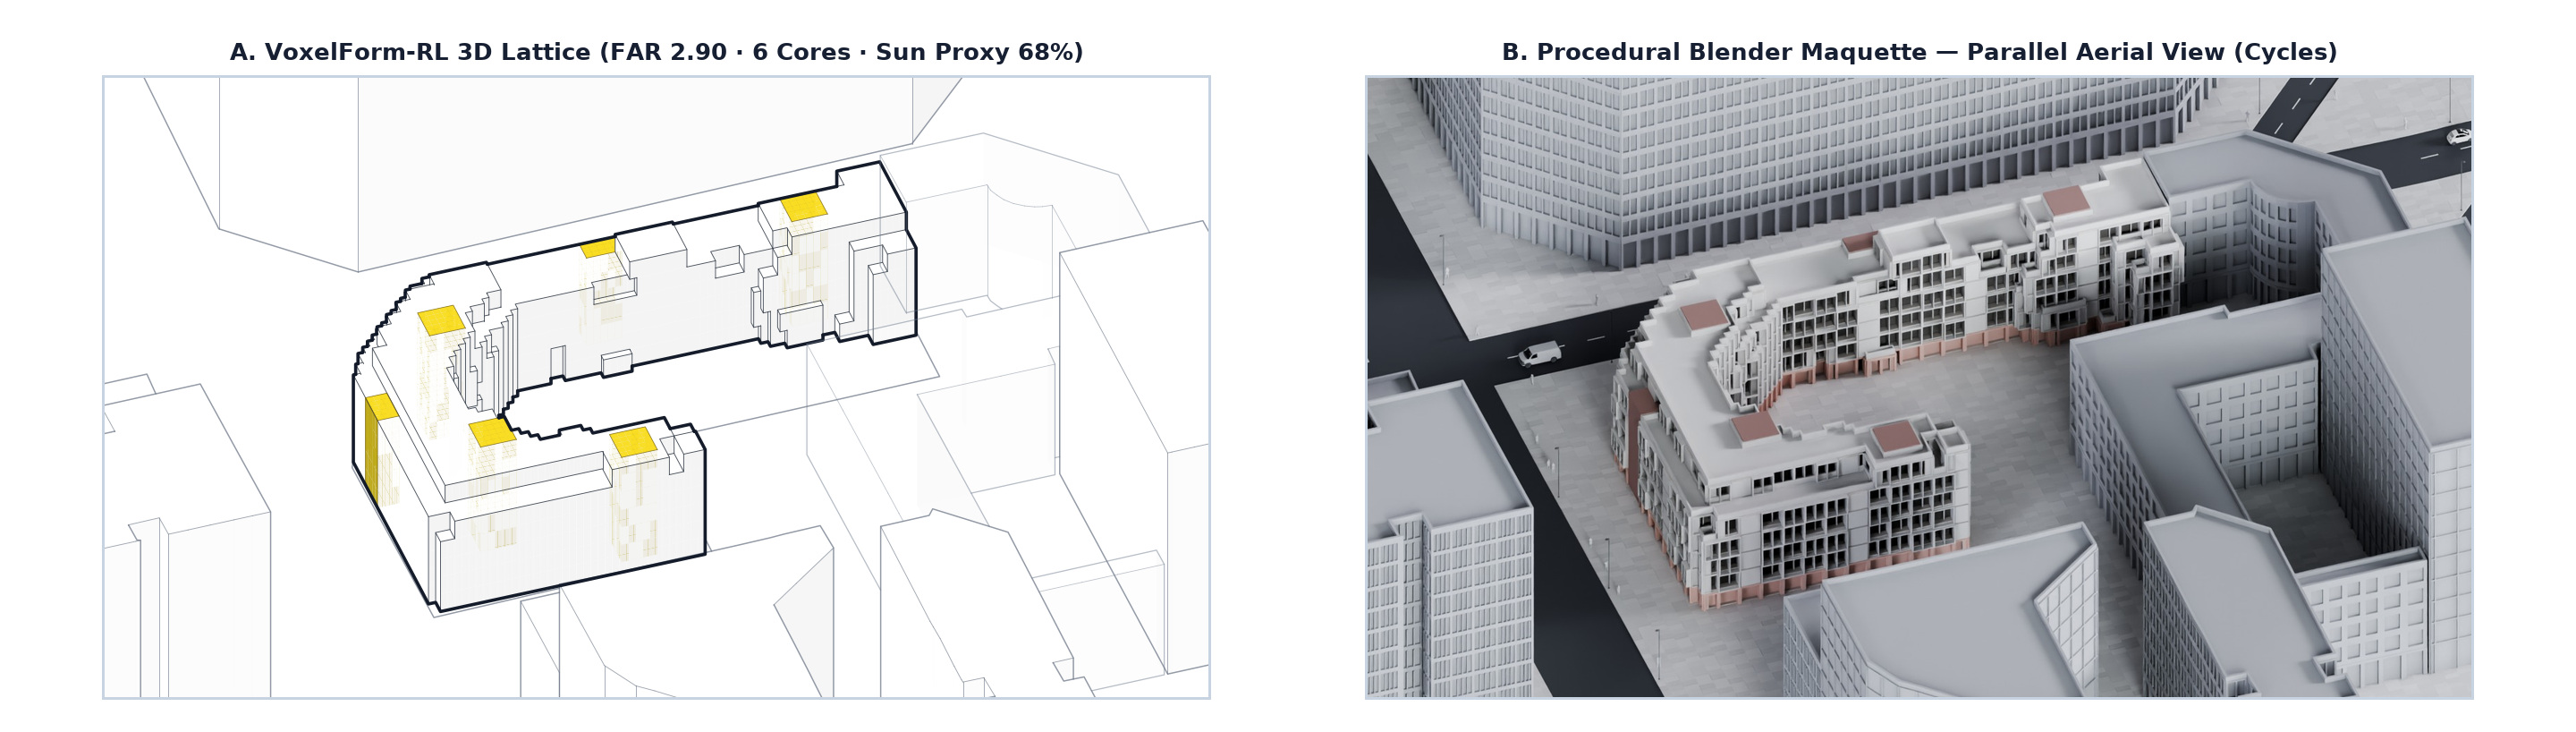 A. VoxelForm-RL 3D Lattice (FAR 2.90 · 6 Cores · Sun Proxy 68%)
B. Procedural Blender Maquette — Parallel Aerial View (Cycles)